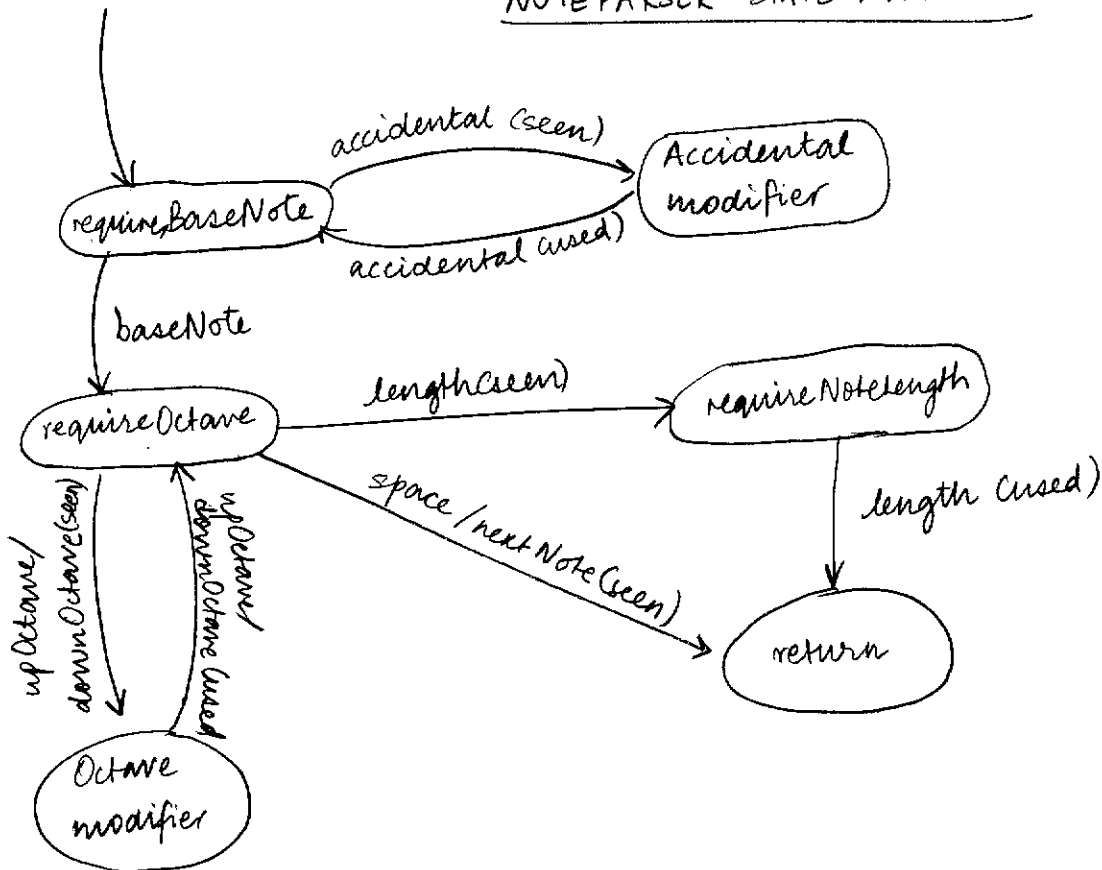 NOTEPARSER STATE
accidental (seen)
Accidental
modifier
requireBaseNote
accidental (used)
baseNote
length (seen)
requireNoteLength
requireOctave
space / nextNote (seen)
length (used)
upOctave/
downOctave (seen)
upOctave/
downOctave (used
return
Octave
modifier